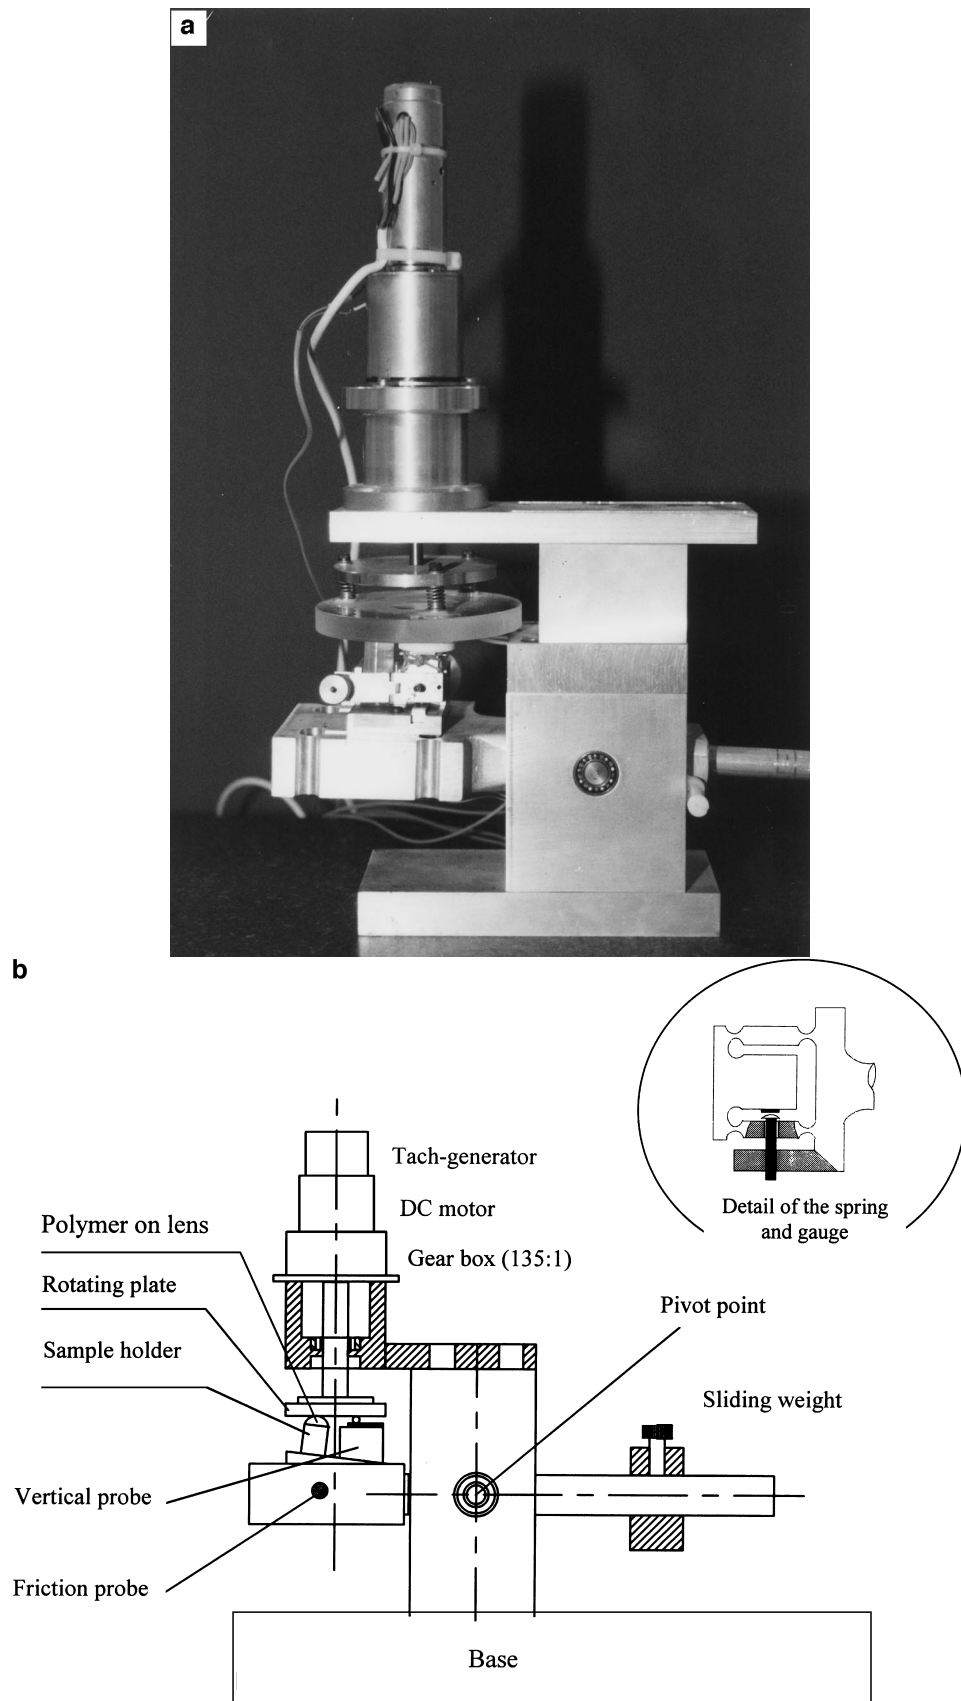 a
b
Detail of the spring
and gauge
Tach-generator
DC motor
Polymer on lens
Gear box (135:1)
Rotating plate
Pivot point
Sample holder
Sliding weight
Vertical probe
Friction probe
Base